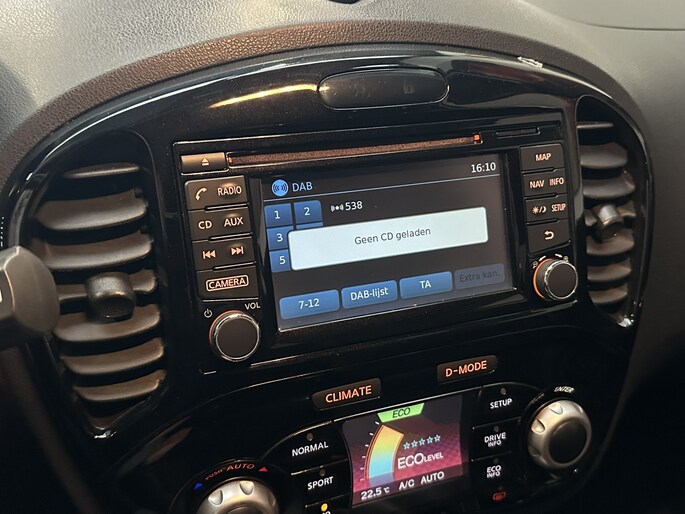 DAB
16:10
1 2
538
3
Geen CD geladen
5
7-12
DAB-lijst
TA
Extra kan
RADIO
CD AUX
CAMERA
VOL
MAP
NAV INFO
SETUP
CLIMATE
D-MODE
ECO
ECO LEVEL
22.5°c A/C AUTO
NORMAL
SPORT
AUTO
SETUP
ENTER
DRIVE
INFO
ECO
INFO